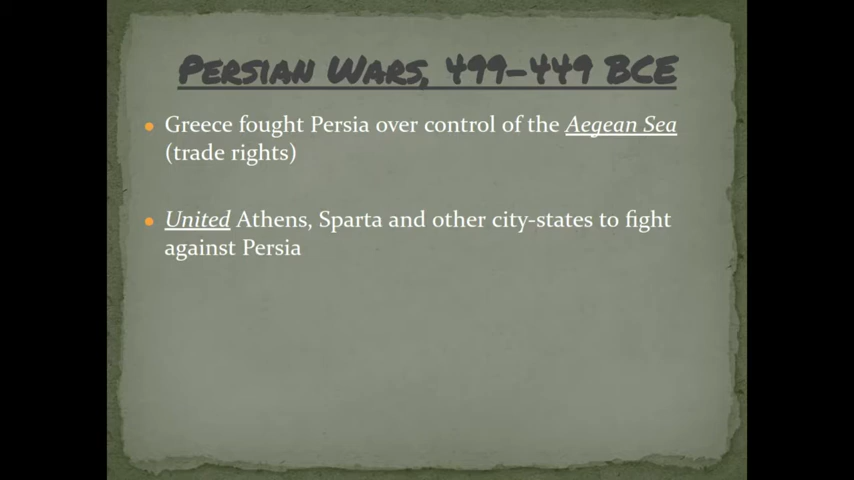 Persian Wars, 499–449 BCE
• Greece fought Persia over control of the Aegean Sea
(trade rights)
• United Athens, Sparta and other city-states to fight
against Persia